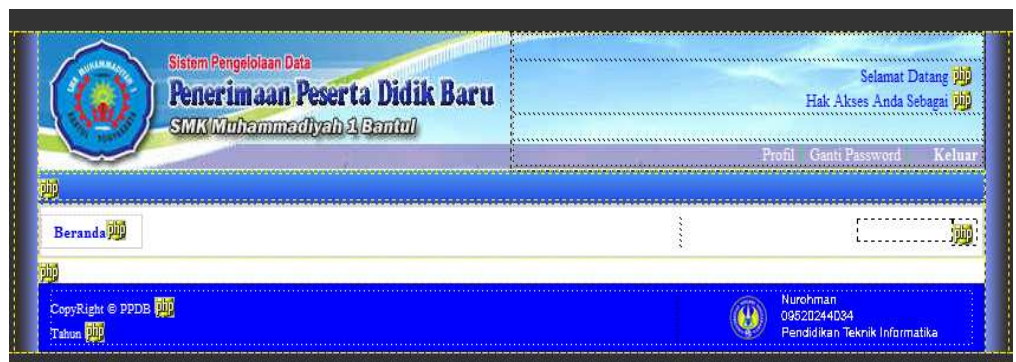 Sistem Pengelolaan Data
Penerimaan Peserta Didik Baru
SMK Muhammadiyah 1 Bantul
Selamat Datang php
Hak Akses Anda Sebagai php
Profil Ganti Password Keluar
php
Beranda php
php
php
CopyRight © PPDB php
Tahun php
Nurohman
09520244034
Pendidikan Teknik Informatika